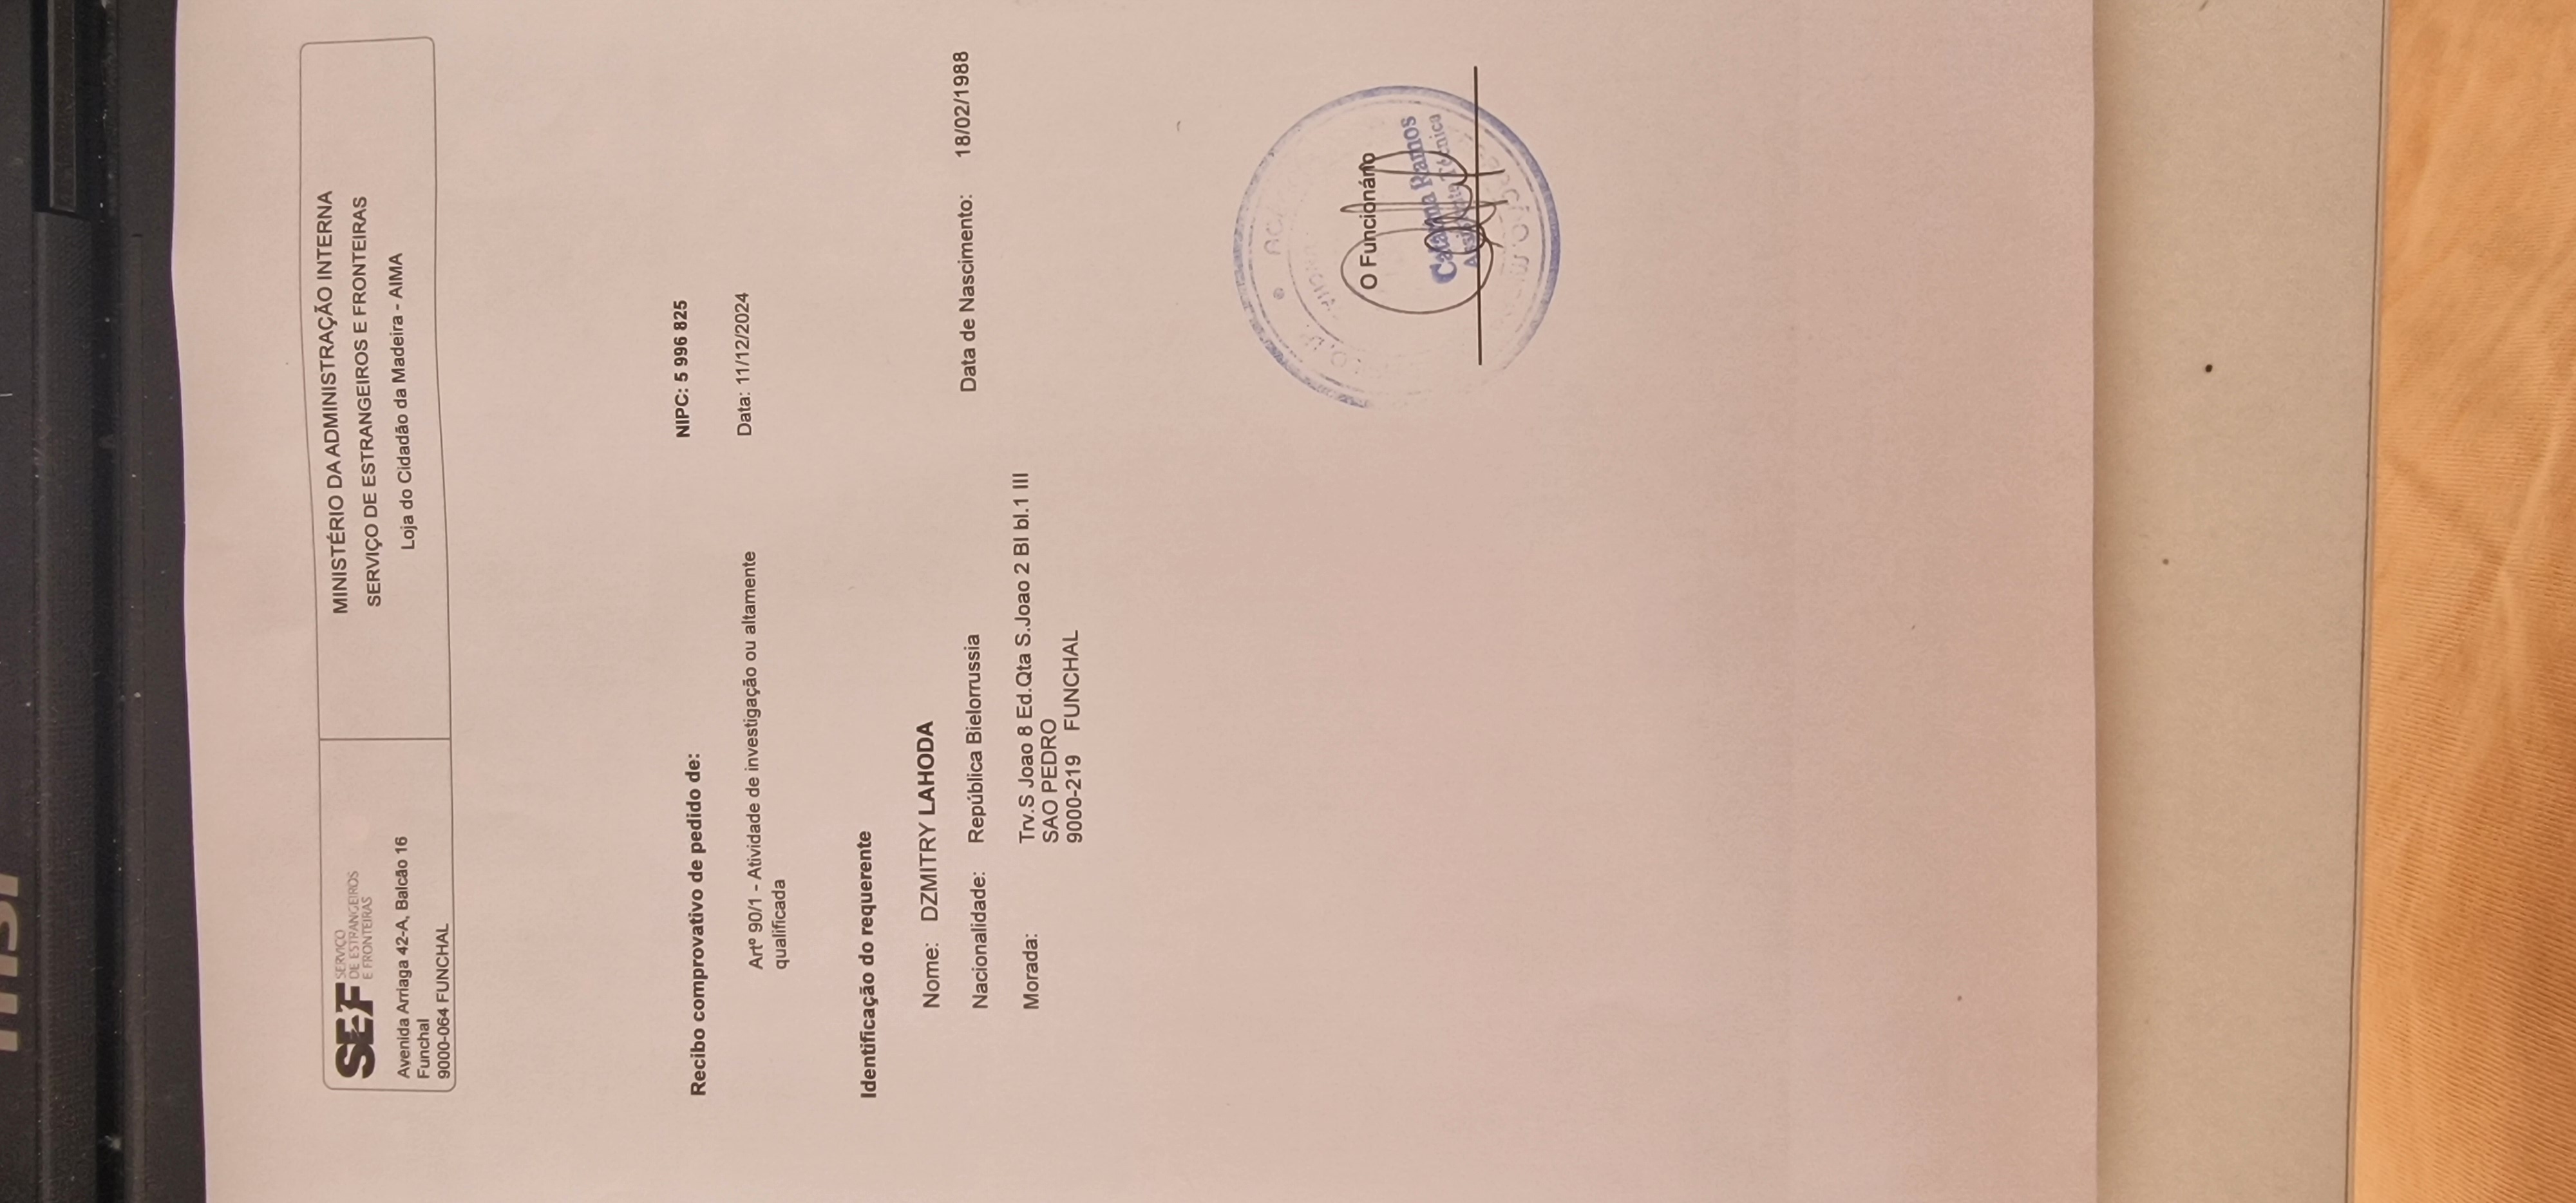 msi
SEF SERVIÇO
DE ESTRANGEIROS
E FRONTEIRAS
Avenida Arriaga 42-A, Balcão 16
Funchal
9000-064 FUNCHAL
MINISTÉRIO DA ADMINISTRAÇÃO INTERNA
SERVIÇO DE ESTRANGEIROS E FRONTEIRAS
Loja do Cidadão da Madeira - AIMA
Recibo comprovativo de pedido de:
NIPC: 5 996 825
Artº 90/1 - Atividade de investigação ou altamente
qualificada
Data: 11/12/2024
Identificação do requerente
Nome: DZMITRY LAHODA
Nacionalidade: República Bielorrussia
Data de Nascimento: 18/02/1988
Morada: Trv.S Joao 8 Ed.Qta S.Joao 2 Bl bl.1 III
SAO PEDRO
9000-219 FUNCHAL
O Funcionário
Catarina Ramos
Assistente Técnica